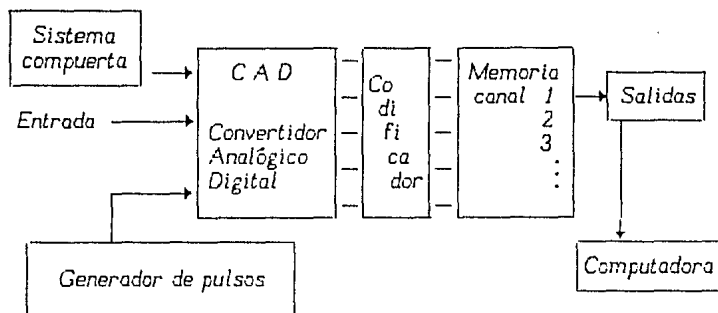 Sistema
compuerta
Entrada
Generador de pulsos
C A D
Convertidor
Analógico
Digital
Co
di
fi
ca
dor
Memoria
canal 1
2
3
Salidas
Computadora